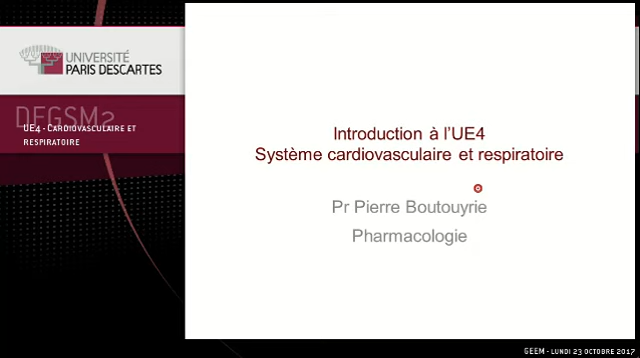 UNIVERSITÉ
PARIS DESCARTES
DFGSM2
UE4 - CARDIOVASCULAIRE ET
RESPIRATOIRE
Introduction à l'UE4
Système cardiovasculaire et respiratoire
Pr Pierre Boutouyrie
Pharmacologie
GEEM - LUNDI 23 OCTOBRE 2017